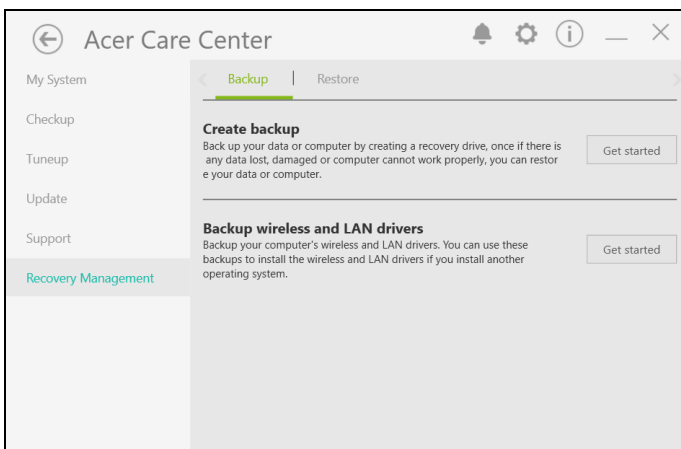 Acer Care Center
My System
Checkup
Tuneup
Update
Support
Recovery Management
Backup
Restore
Create backup
Back up your data or computer by creating a recovery drive, once if there is
any data lost, damaged or computer cannot work properly, you can restor
e your data or computer.
Get started
Backup wireless and LAN drivers
Backup your computer's wireless and LAN drivers. You can use these
backups to install the wireless and LAN drivers if you install another
operating system.
Get started